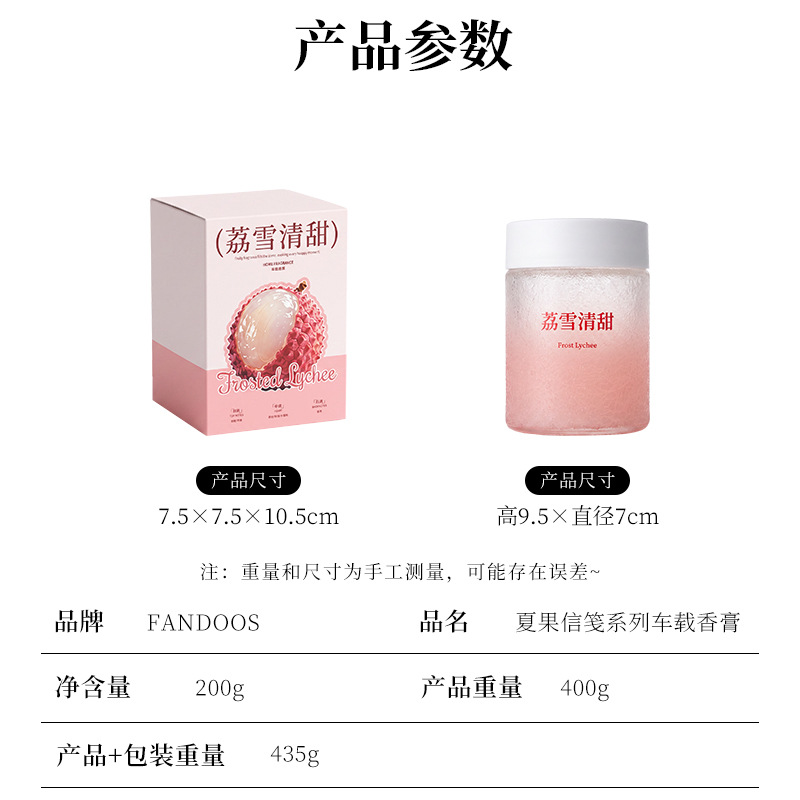 产品参数
(荔雪清甜)
HOME FRAGRANCE
Frosted Lychee
荔雪清甜
Frost Lychee
产品尺寸
产品尺寸
7.5×7.5×10.5cm
高9.5×直径7cm
注：重量和尺寸为手工测量，可能存在误差~
品牌 FANDOOS 品名 夏果信笺系列车载香膏
净含量 200g 产品重量 400g
产品+包装重量 435g